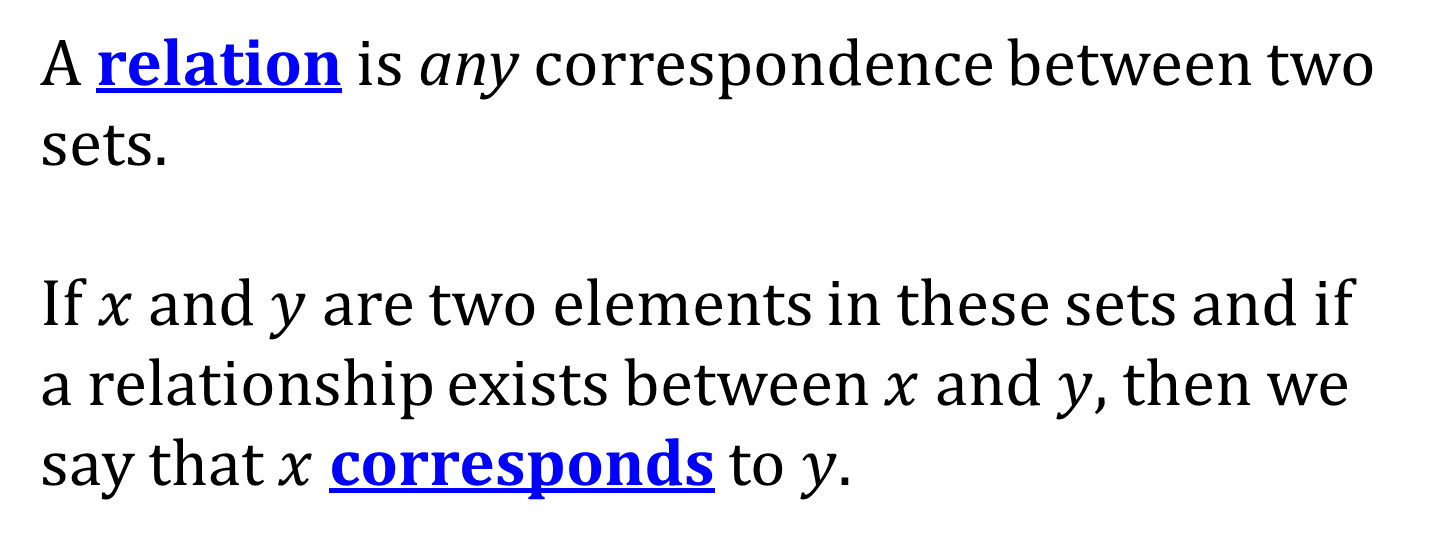 A relation is any correspondence between two
sets.
If x and y are two elements in these sets and if
a relationship exists between x and y, then we
say that x corresponds to y.